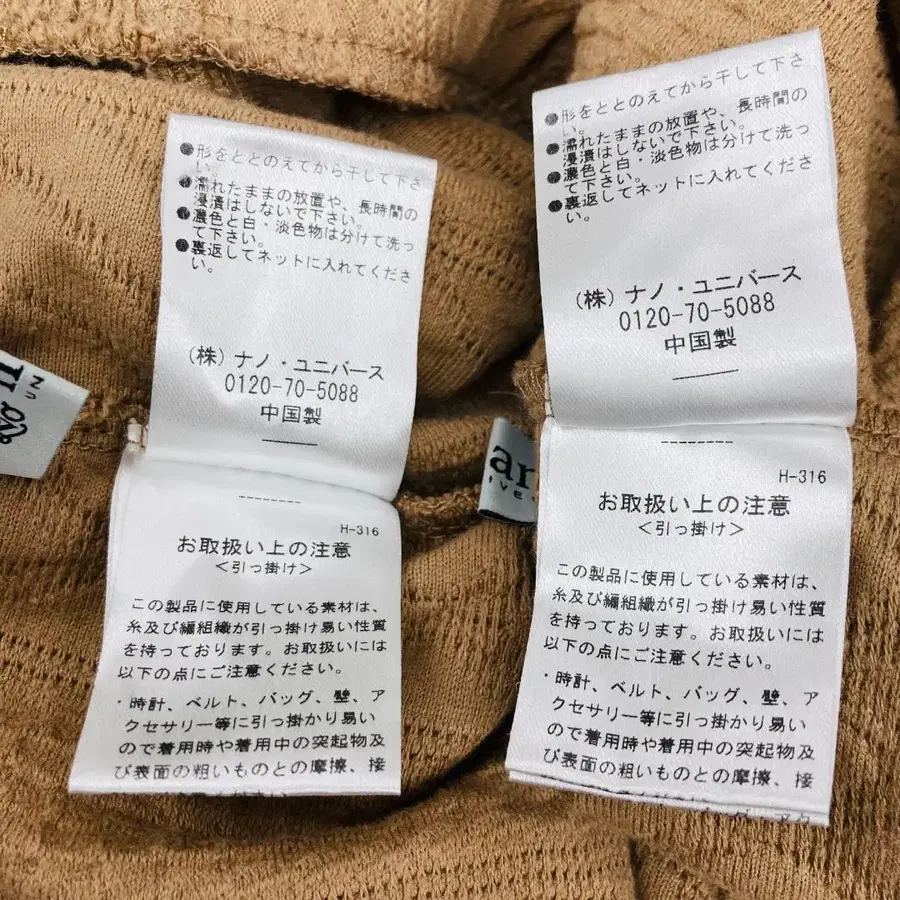 ●形をととのえてから干して下さ
い。
●濡れたままの放置や、長時間の
浸漬はしないで下さい。
●濃色と白・淡色物は分けて洗っ
て下さい。
●裏返してネットに入れてくださ
い。
(株)ナノ・ユニバース
0120-70-5088
中国製
H-316
お取扱い上の注意
<引っ掛け>
この製品に使用している素材は、
糸及び編組織が引っ掛け易い性質
を持っております。お取扱いには
以下の点にご注意ください。
・時計、ベルト、バッグ、壁、ア
クセサリー等に引っ掛かり易い
ので着用時や着用中の突起物及
び表面の粗いものとの摩擦、接
●形をととのえてから干して下さ
い。
●濡れたままの放置や、長時間の
浸漬はしないで下さい。
●濃色と白・淡色物は分けて洗っ
て下さい。
●裏返してネットに入れてくださ
い。
(株)ナノ・ユニバース
0120-70-5088
中国製
H-316
お取扱い上の注意
<引っ掛け>
この製品に使用している素材は、
糸及び編組織が引っ掛け易い性質
を持っております。お取扱いには
以下の点にご注意ください。
・時計、ベルト、バッグ、壁、ア
クセサリー等に引っ掛かり易い
ので着用時や着用中の突起物及
び表面の粗いものとの摩擦、接
ar
IVE